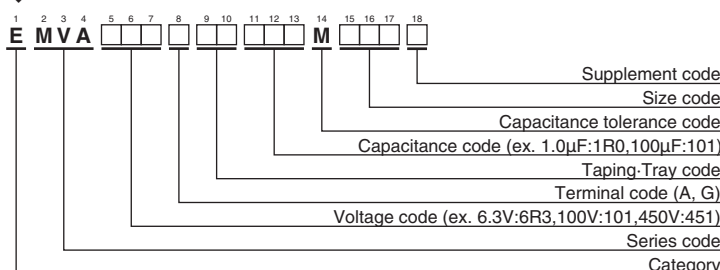 1 2 3 4 5 6 7 8 9 10 11 12 13 14 15 16 17 18
E M V A □□□ □ □□ □□□ M □□□ □
Supplement code
Size code
Capacitance tolerance code
Capacitance code (ex. 1.0μF:1R0,100μF:101)
Taping·Tray code
Terminal code (A, G)
Voltage code (ex. 6.3V:6R3,100V:101,450V:451)
Series code
Category